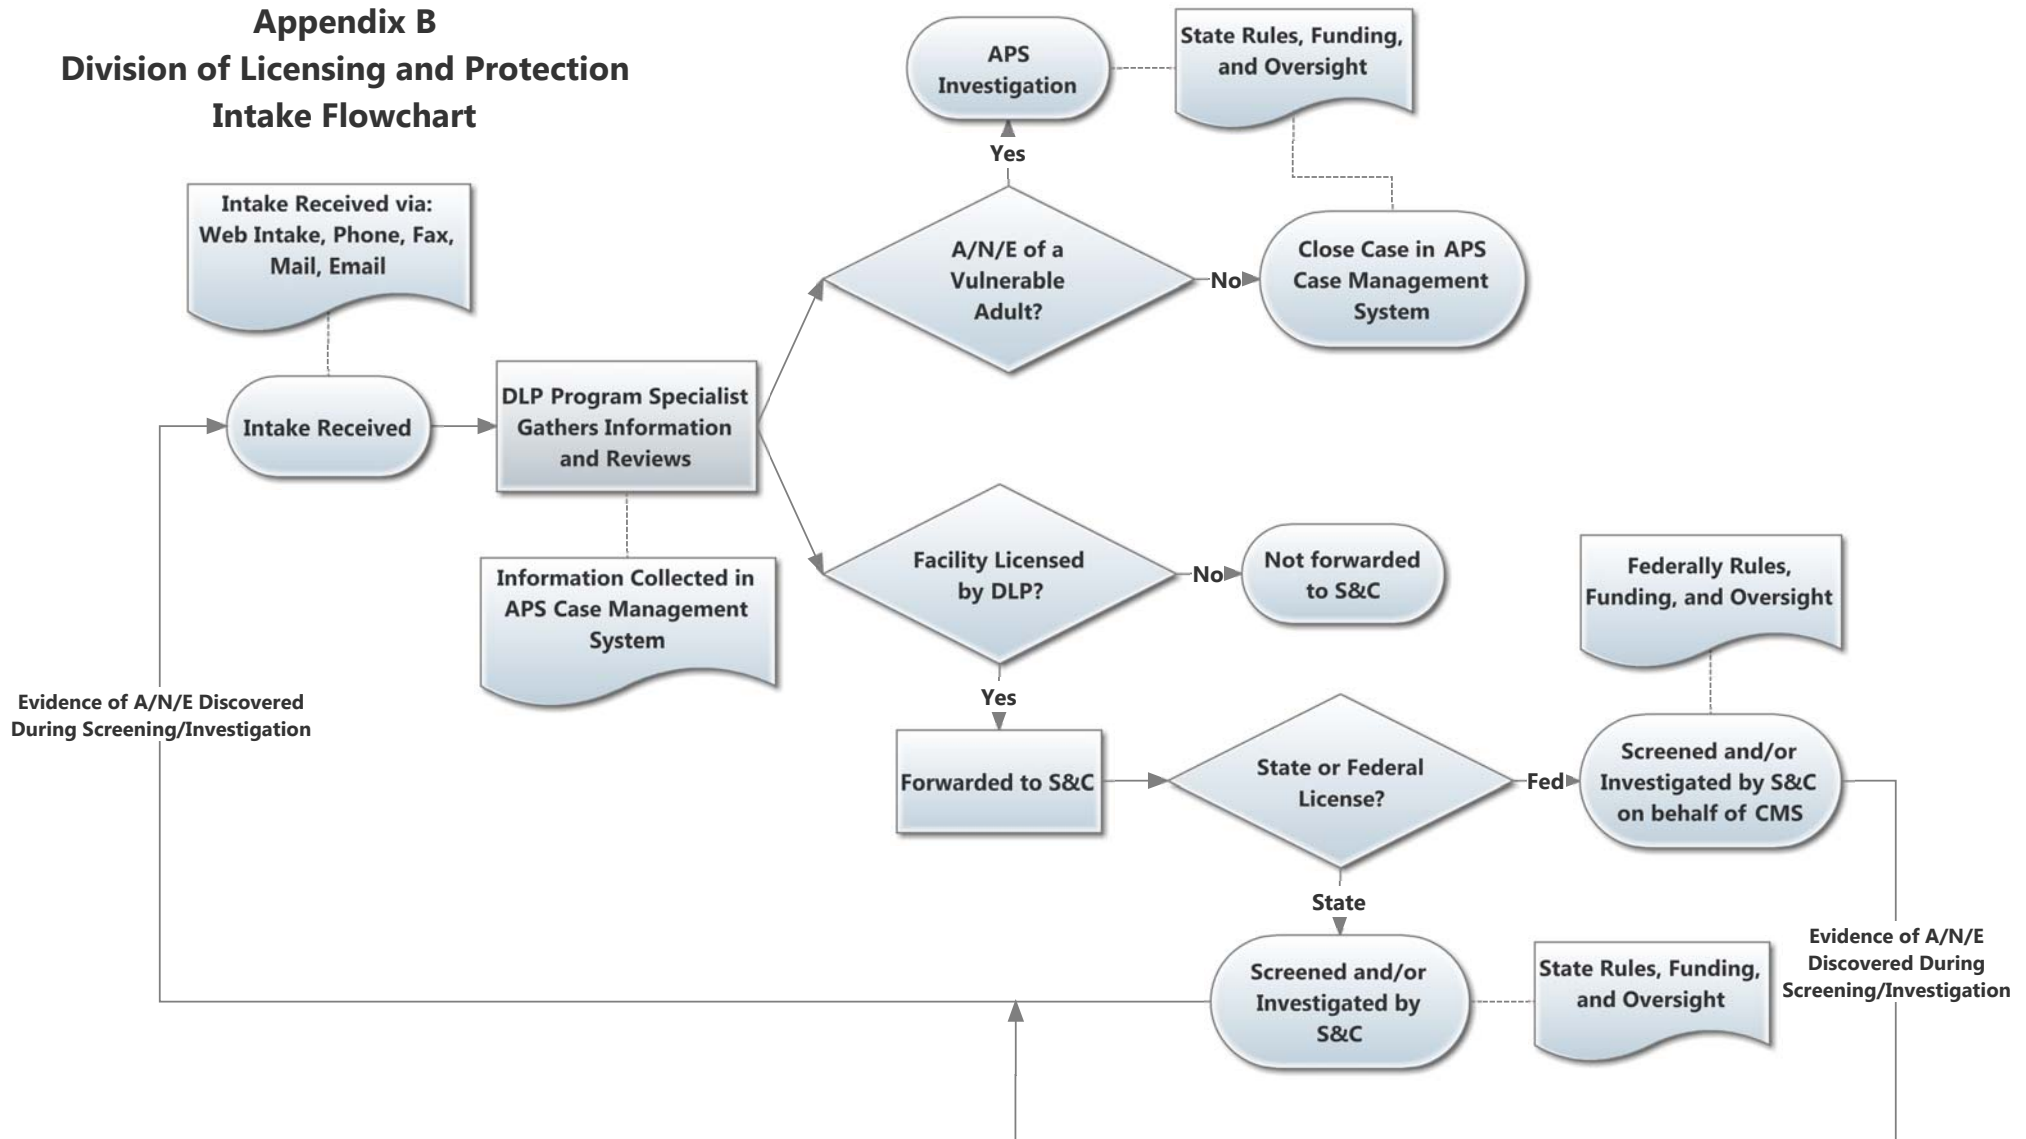 Appendix B
Division of Licensing and Protection
Intake Flowchart
APS
Investigation
State Rules, Funding,
and Oversight
Yes
Intake Received via:
Web Intake, Phone, Fax,
Mail, Email
A/N/E of a
Vulnerable
Adult?
No
Close Case in APS
Case Management
System
Intake Received
DLP Program Specialist
Gathers Information
and Reviews
Information Collected in
APS Case Management
System
Facility Licensed
by DLP?
No
Not forwarded
to S&C
Federally Rules,
Funding, and Oversight
Evidence of A/N/E Discovered
During Screening/Investigation
Yes
Forwarded to S&C
State or Federal
License?
Fed
Screened and/or
Investigated by S&C
on behalf of CMS
State
Screened and/or
Investigated by
S&C
State Rules, Funding,
and Oversight
Evidence of A/N/E
Discovered During
Screening/Investigation